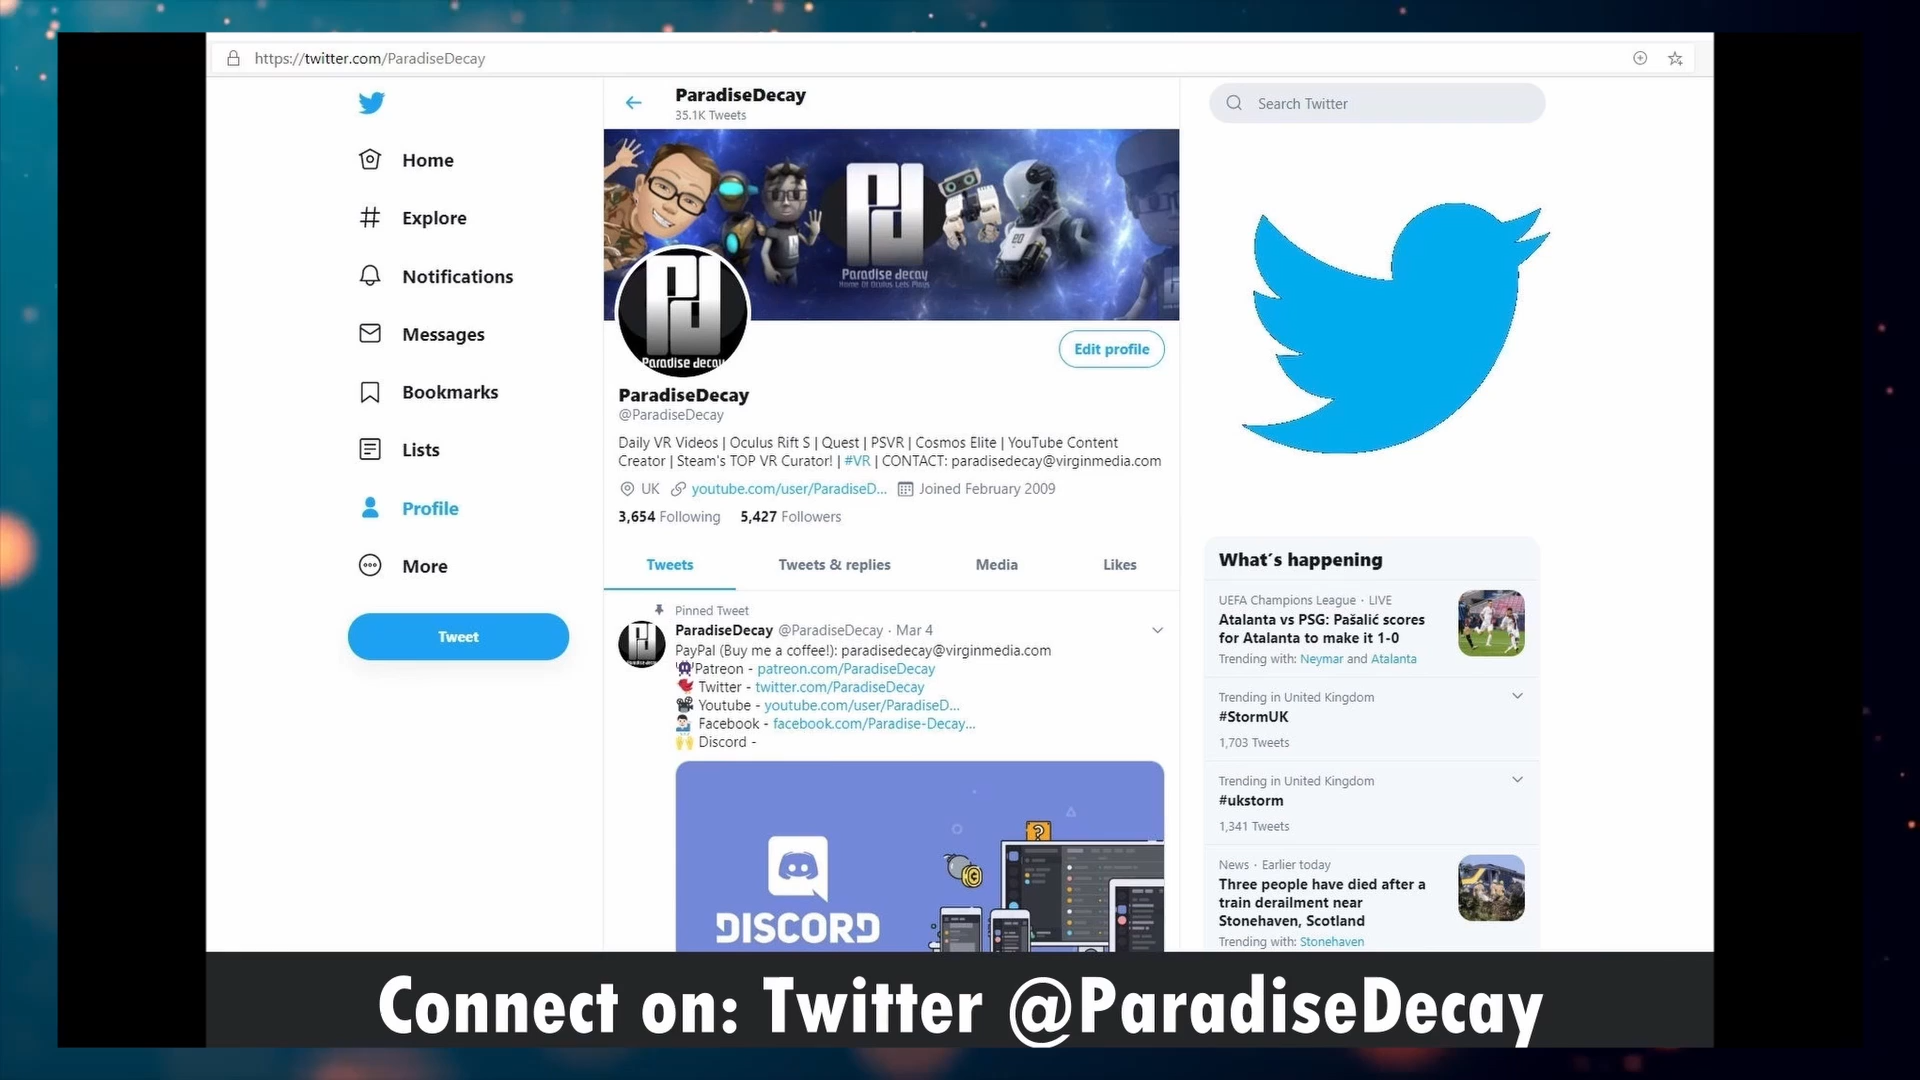 https://twitter.com/ParadiseDecay
ParadiseDecay
35.1K Tweets
Search Twitter
Home
Explore
Notifications
Messages
Bookmarks
Lists
Profile
More
Tweet
Paradise decay
Home Of Oculus Lets Plays
Paradise decay
Edit profile
ParadiseDecay
@ParadiseDecay
Daily VR Videos | Oculus Rift S | Quest | PSVR | Cosmos Elite | YouTube Content
Creator | Steam's TOP VR Curator! | #VR | CONTACT: paradisedecay@virginmedia.com
UK youtube.com/user/ParadiseD... Joined February 2009
3,654 Following 5,427 Followers
Tweets Tweets & replies Media Likes
Pinned Tweet
ParadiseDecay @ParadiseDecay · Mar 4
PayPal (Buy me a coffee!): paradisedecay@virginmedia.com
Patreon - patreon.com/ParadiseDecay
Twitter - twitter.com/ParadiseDecay
Youtube - youtube.com/user/ParadiseD...
Facebook - facebook.com/Paradise-Decay...
Discord -
DISCORD
What´s happening
UEFA Champions League · LIVE
Atalanta vs PSG: Pašalić scores
for Atalanta to make it 1-0
Trending with: Neymar and Atalanta
Trending in United Kingdom
#StormUK
1,703 Tweets
Trending in United Kingdom
#ukstorm
1,341 Tweets
News · Earlier today
Three people have died after a
train derailment near
Stonehaven, Scotland
Trending with: Stonehaven
Connect on: Twitter @ParadiseDecay